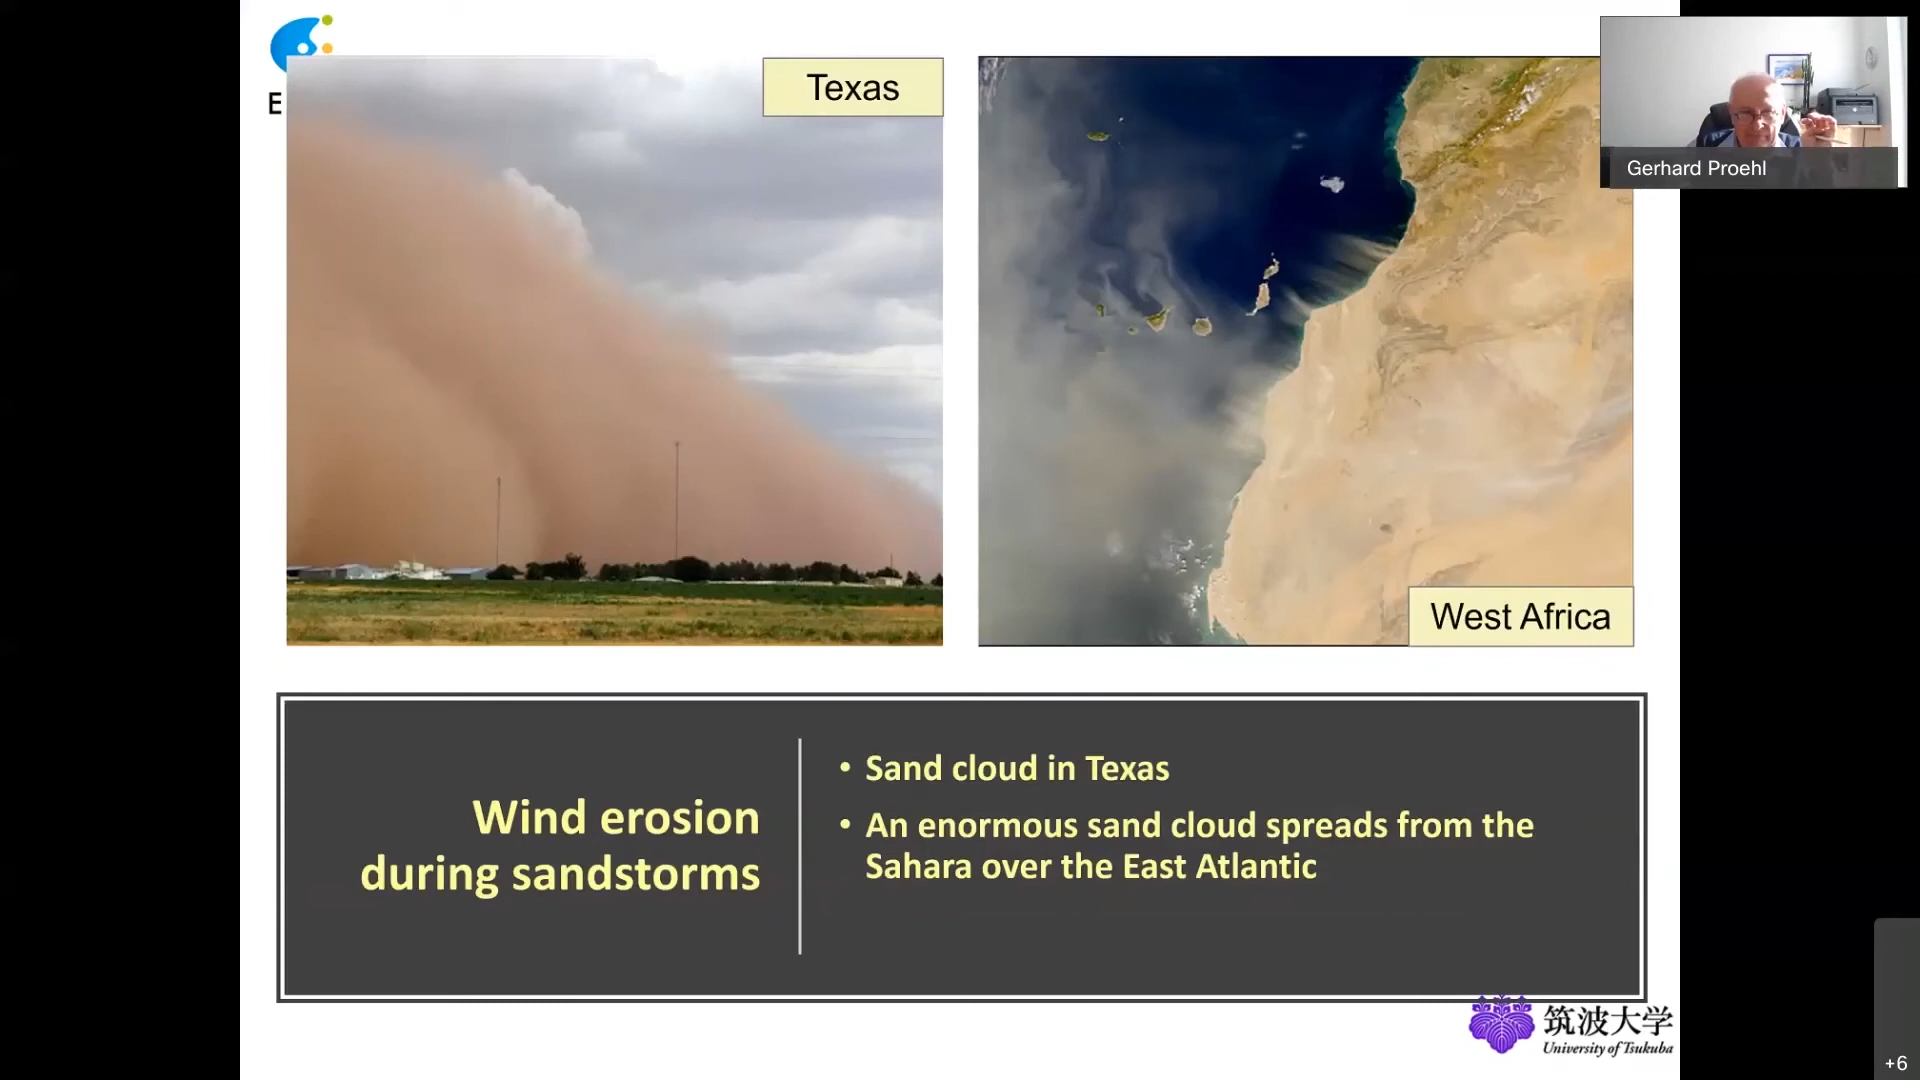 E
Texas
Gerhard Proehl
West Africa
Wind erosion
during sandstorms
• Sand cloud in Texas
• An enormous sand cloud spreads from the
Sahara over the East Atlantic
筑波大学
University of Tsukuba
+6